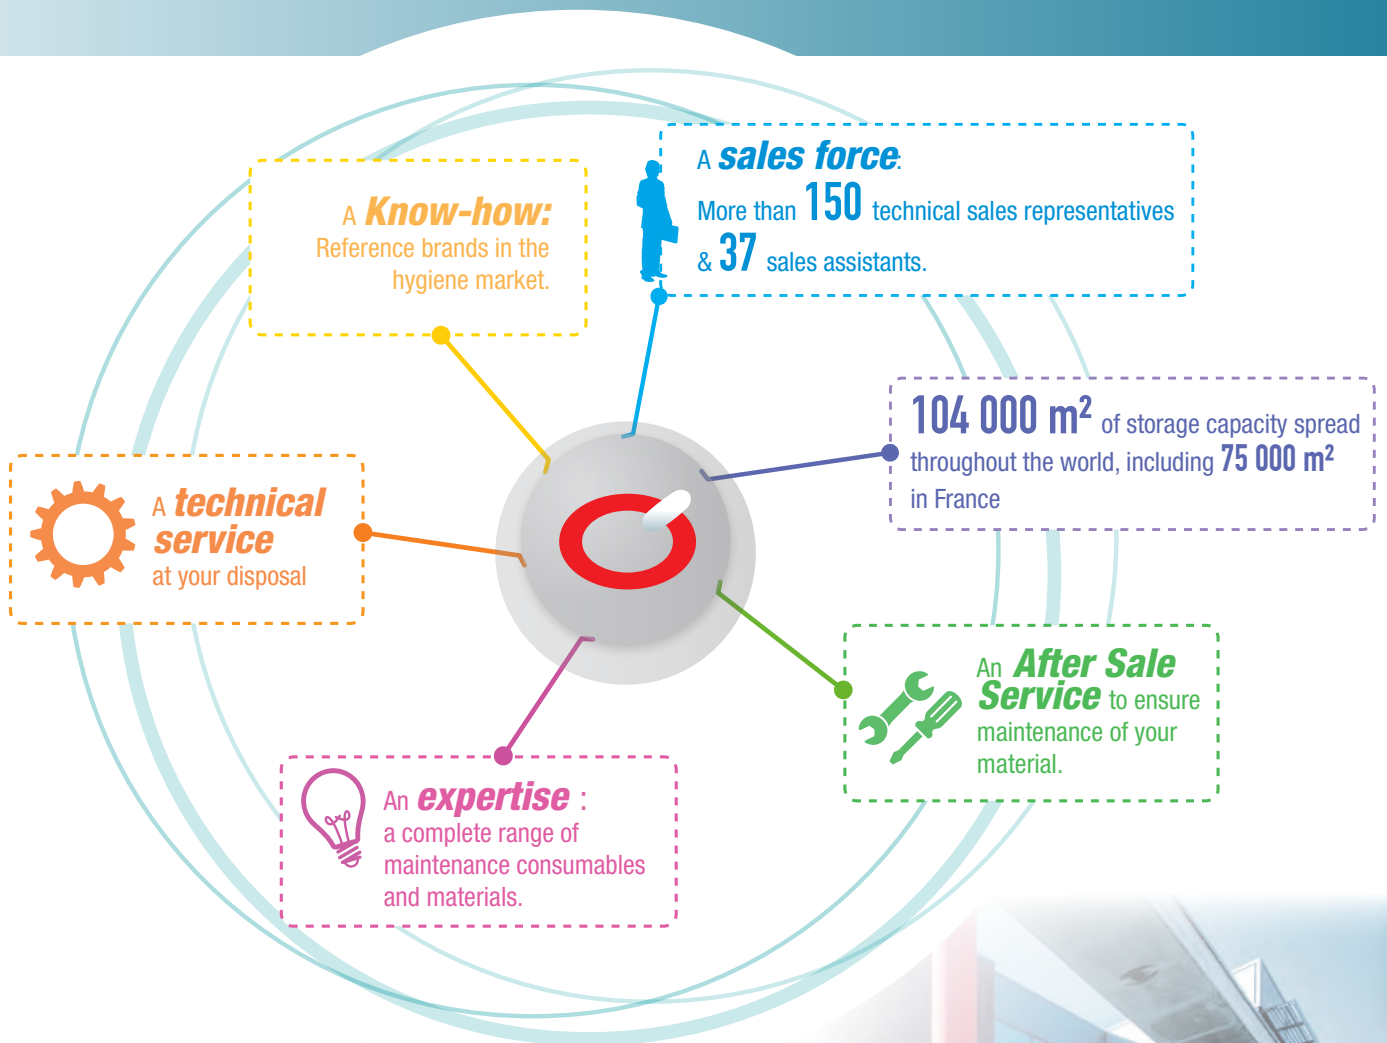 A sales force:
More than 150 technical sales representatives
& 37 sales assistants.
A Know-how:
Reference brands in the
hygiene market.
104 000 m² of storage capacity spread
throughout the world, including 75 000 m²
in France
A technical
service
at your disposal
An After Sale
Service to ensure
maintenance of your
material.
An expertise :
a complete range of
maintenance consumables
and materials.